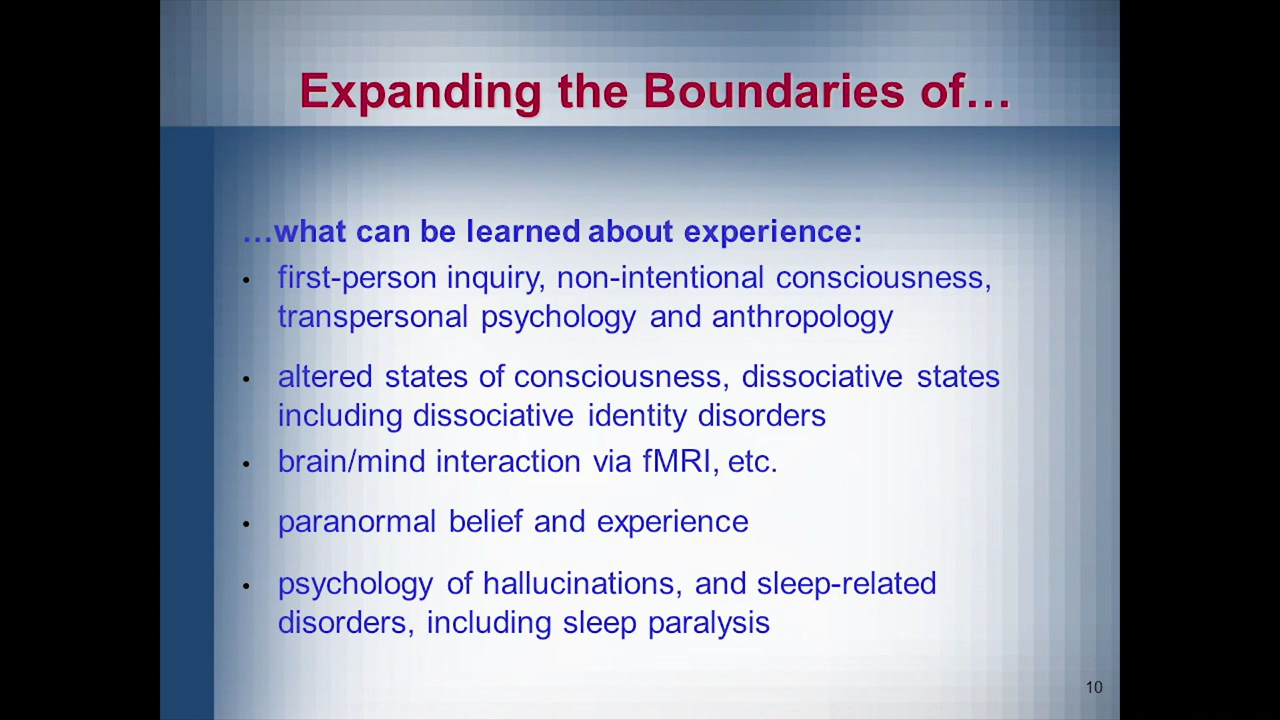 Expanding the Boundaries of…
…what can be learned about experience:
• first-person inquiry, non-intentional consciousness,
transpersonal psychology and anthropology
• altered states of consciousness, dissociative states
including dissociative identity disorders
• brain/mind interaction via fMRI, etc.
• paranormal belief and experience
• psychology of hallucinations, and sleep-related
disorders, including sleep paralysis
10